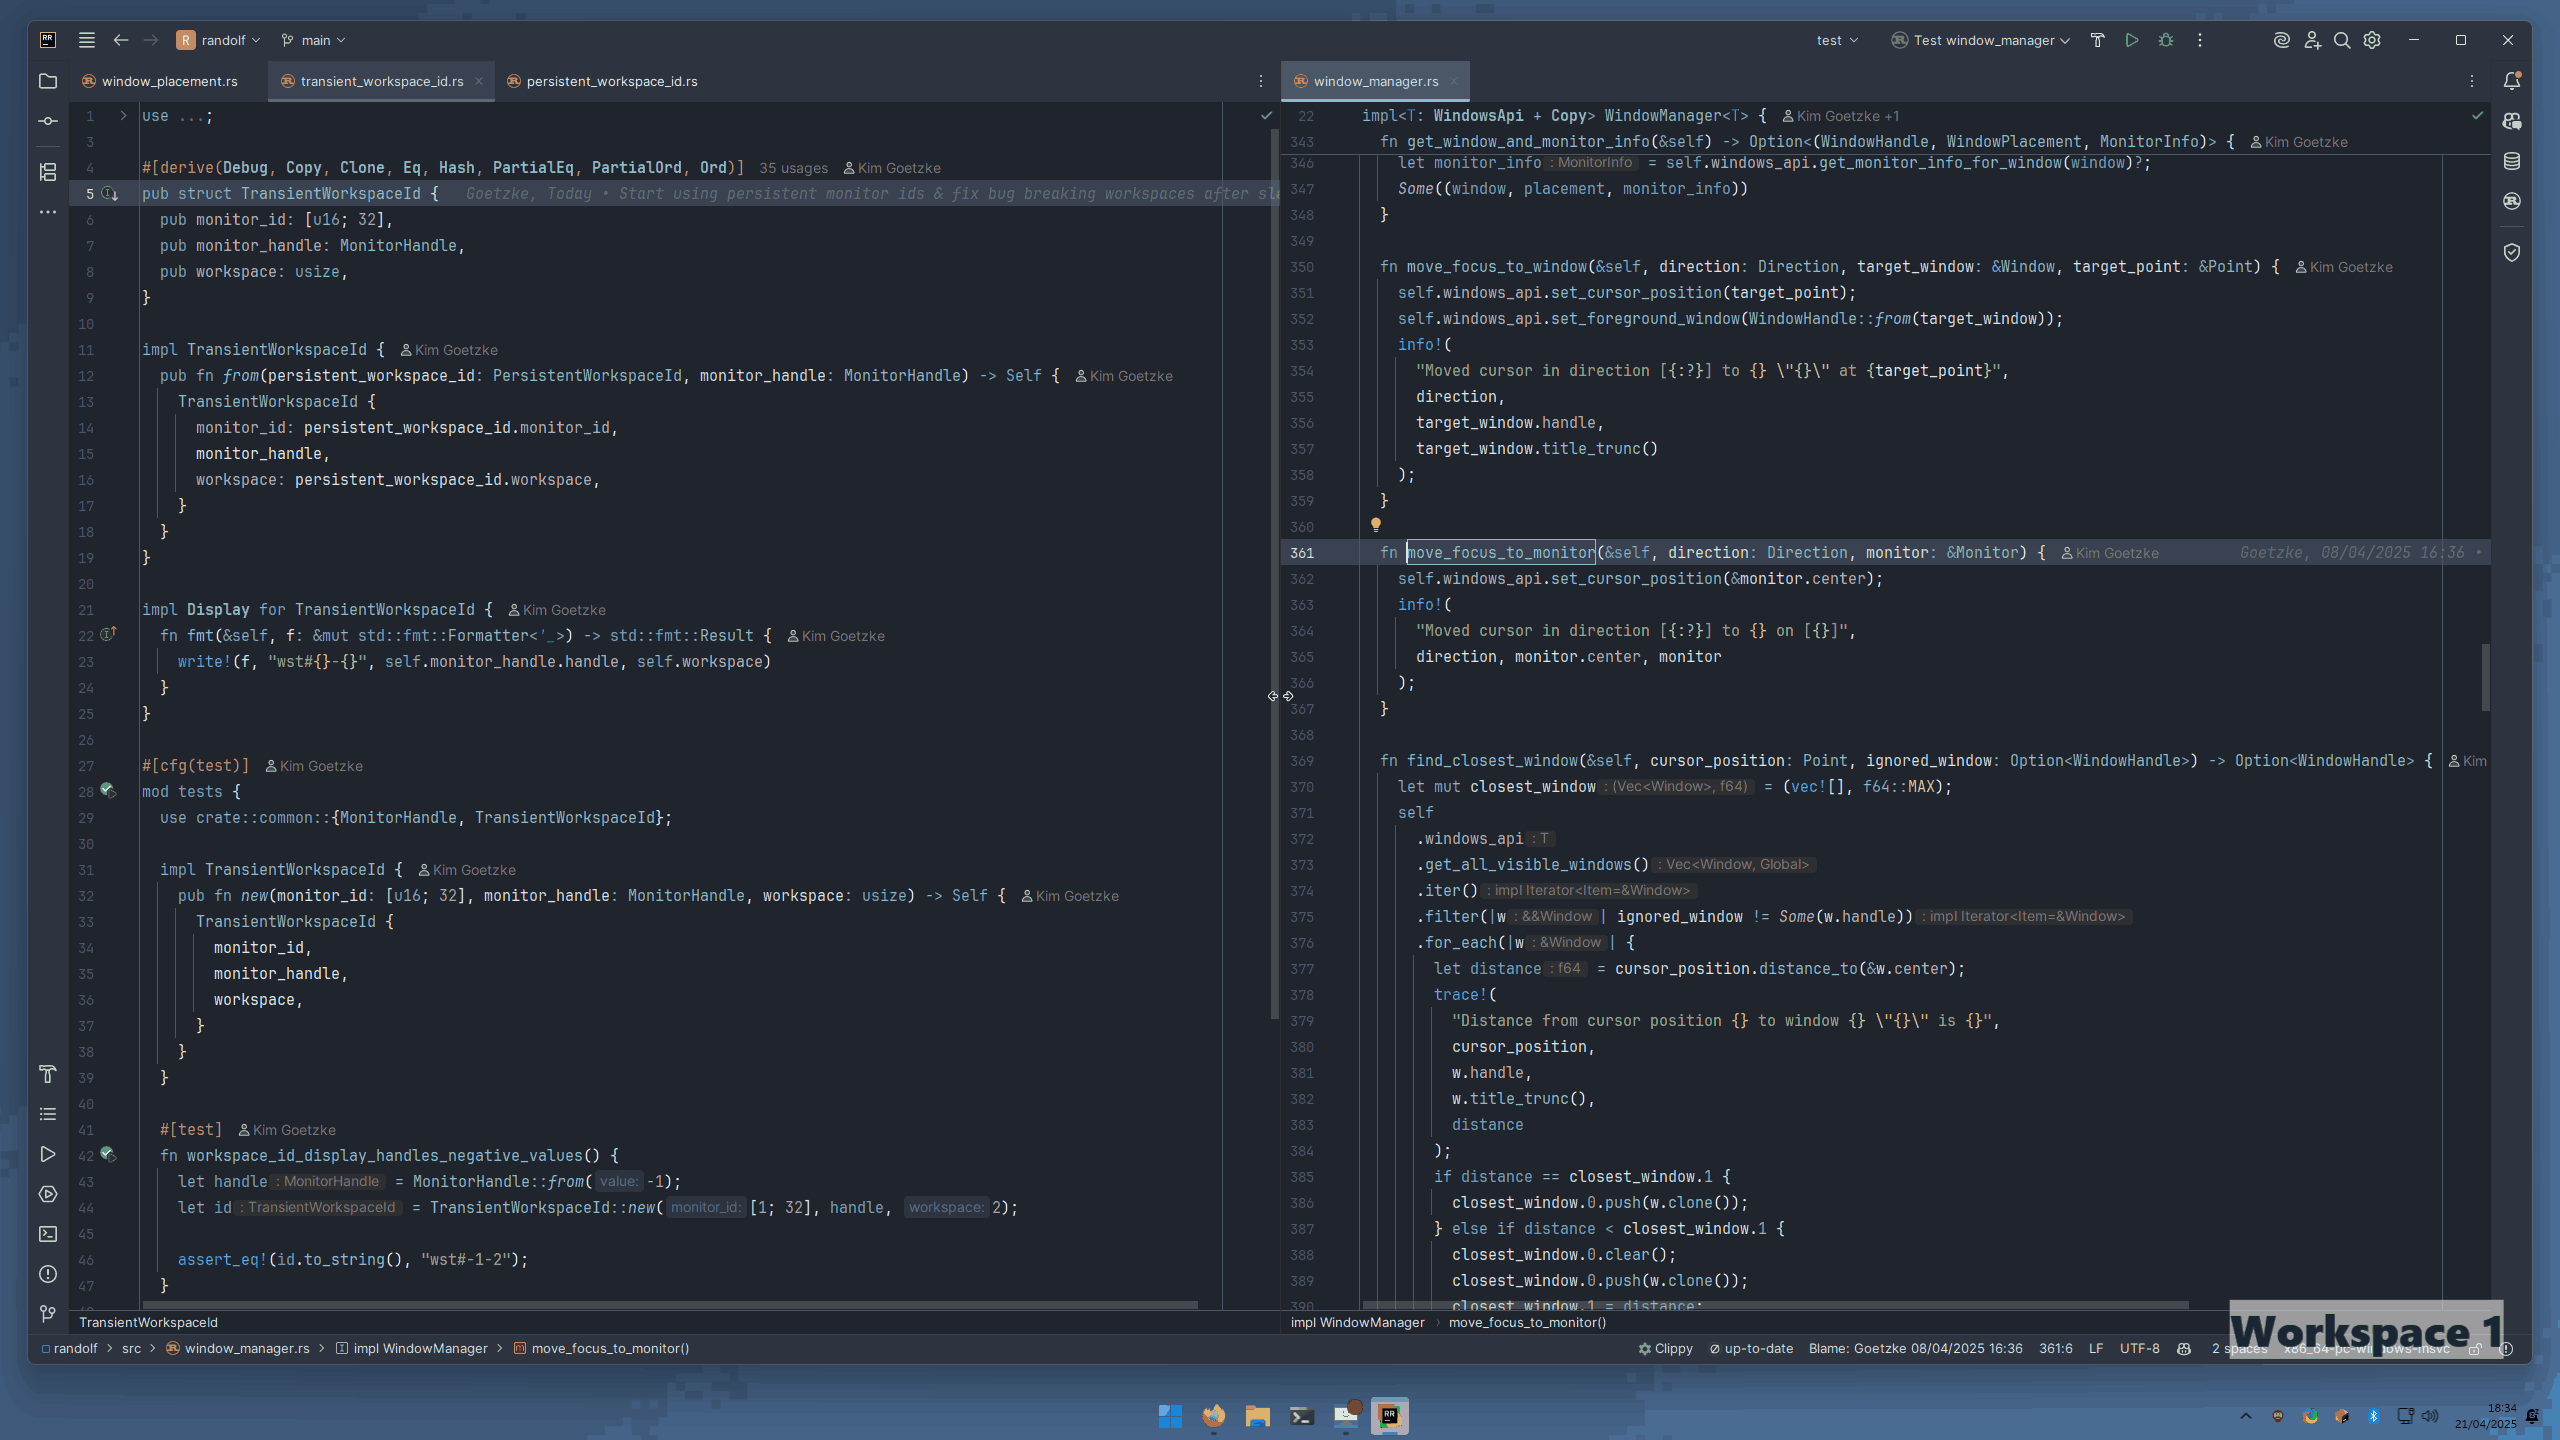 R randolf main
test Test window_manager
window_placement.rs transient_workspace_id.rs persistent_workspace_id.rs
1 use ...;
3
4 #[derive(Debug, Copy, Clone, Eq, Hash, PartialEq, PartialOrd, Ord)] 35 usages Kim Goetzke
5 pub struct TransientWorkspaceId { Goetzke, Today • Start using persistent monitor ids & fix bug breaking workspaces after sl
6 pub monitor_id: [u16; 32],
7 pub monitor_handle: MonitorHandle,
8 pub workspace: usize,
9 }
10
11 impl TransientWorkspaceId { Kim Goetzke
12 pub fn from(persistent_workspace_id: PersistentWorkspaceId, monitor_handle: MonitorHandle) -> Self { Kim Goetzke
13 TransientWorkspaceId {
14 monitor_id: persistent_workspace_id.monitor_id,
15 monitor_handle,
16 workspace: persistent_workspace_id.workspace,
17 }
18 }
19 }
20
21 impl Display for TransientWorkspaceId { Kim Goetzke
22 fn fmt(&self, f: &mut std::fmt::Formatter<'_>) -> std::fmt::Result { Kim Goetzke
23 write!(f, "wst#{}-{}", self.monitor_handle.handle, self.workspace)
24 }
25 }
26
27 #[cfg(test)] Kim Goetzke
28 mod tests {
29 use crate::common::{MonitorHandle, TransientWorkspaceId};
30
31 impl TransientWorkspaceId { Kim Goetzke
32 pub fn new(monitor_id: [u16; 32], monitor_handle: MonitorHandle, workspace: usize) -> Self { Kim Goetzke
33 TransientWorkspaceId {
34 monitor_id,
35 monitor_handle,
36 workspace,
37 }
38 }
39 }
40
41 #[test] Kim Goetzke
42 fn workspace_id_display_handles_negative_values() {
43 let handle : MonitorHandle = MonitorHandle::from( value: -1);
44 let id : TransientWorkspaceId = TransientWorkspaceId::new( monitor_id: [1; 32], handle, workspace: 2);
45
46 assert_eq!(id.to_string(), "wst#-1-2");
47 }
TransientWorkspaceId
window_manager.rs
22 impl<T: WindowsApi + Copy> WindowManager<T> { Kim Goetzke +1
343 fn get_window_and_monitor_info(&self) -> Option<(WindowHandle, WindowPlacement, MonitorInfo)> { Kim Goetzke
346 let monitor_info : MonitorInfo = self.windows_api.get_monitor_info_for_window(window)?;
347 Some((window, placement, monitor_info))
348 }
349
350 fn move_focus_to_window(&self, direction: Direction, target_window: &Window, target_point: &Point) { Kim Goetzke
351 self.windows_api.set_cursor_position(target_point);
352 self.windows_api.set_foreground_window(WindowHandle::from(target_window));
353 info!(
354 "Moved cursor in direction [{:?}] to {} \"{}\" at {target_point}",
355 direction,
356 target_window.handle,
357 target_window.title_trunc()
358 );
359 }
360
361 fn move_focus_to_monitor(&self, direction: Direction, monitor: &Monitor) { Kim Goetzke Goetzke, 08/04/2025 16:36 •
362 self.windows_api.set_cursor_position(&monitor.center);
363 info!(
364 "Moved cursor in direction [{:?}] to {} on [{}]",
365 direction, monitor.center, monitor
366 );
367 }
368
369 fn find_closest_window(&self, cursor_position: Point, ignored_window: Option<WindowHandle>) -> Option<WindowHandle> { Kim
370 let mut closest_window : (Vec<Window>, f64) = (vec![], f64::MAX);
371 self
372 .windows_api : T
373 .get_all_visible_windows() : Vec<Window, Global>
374 .iter() : impl Iterator<Item=&Window>
375 .filter(|w : &&Window | ignored_window != Some(w.handle)) : impl Iterator<Item=&Window>
376 .for_each(|w : &Window | {
377 let distance : f64 = cursor_position.distance_to(&w.center);
378 trace!(
379 "Distance from cursor position {} to window {} \"{}\" is {}",
380 cursor_position,
381 w.handle,
382 w.title_trunc(),
383 distance
384 );
385 if distance == closest_window.1 {
386 closest_window.0.push(w.clone());
387 } else if distance < closest_window.1 {
388 closest_window.0.clear();
389 closest_window.0.push(w.clone());
390 closest_window.1 = distance;
impl WindowManager › move_focus_to_monitor()
Workspace 1
randolf › src › window_manager.rs › impl WindowManager › move_focus_to_monitor()
Clippy up-to-date Blame: Goetzke 08/04/2025 16:36 361:6 LF UTF-8 2 spaces x86_64-pc-windows-msvc
18:34
21/04/2025